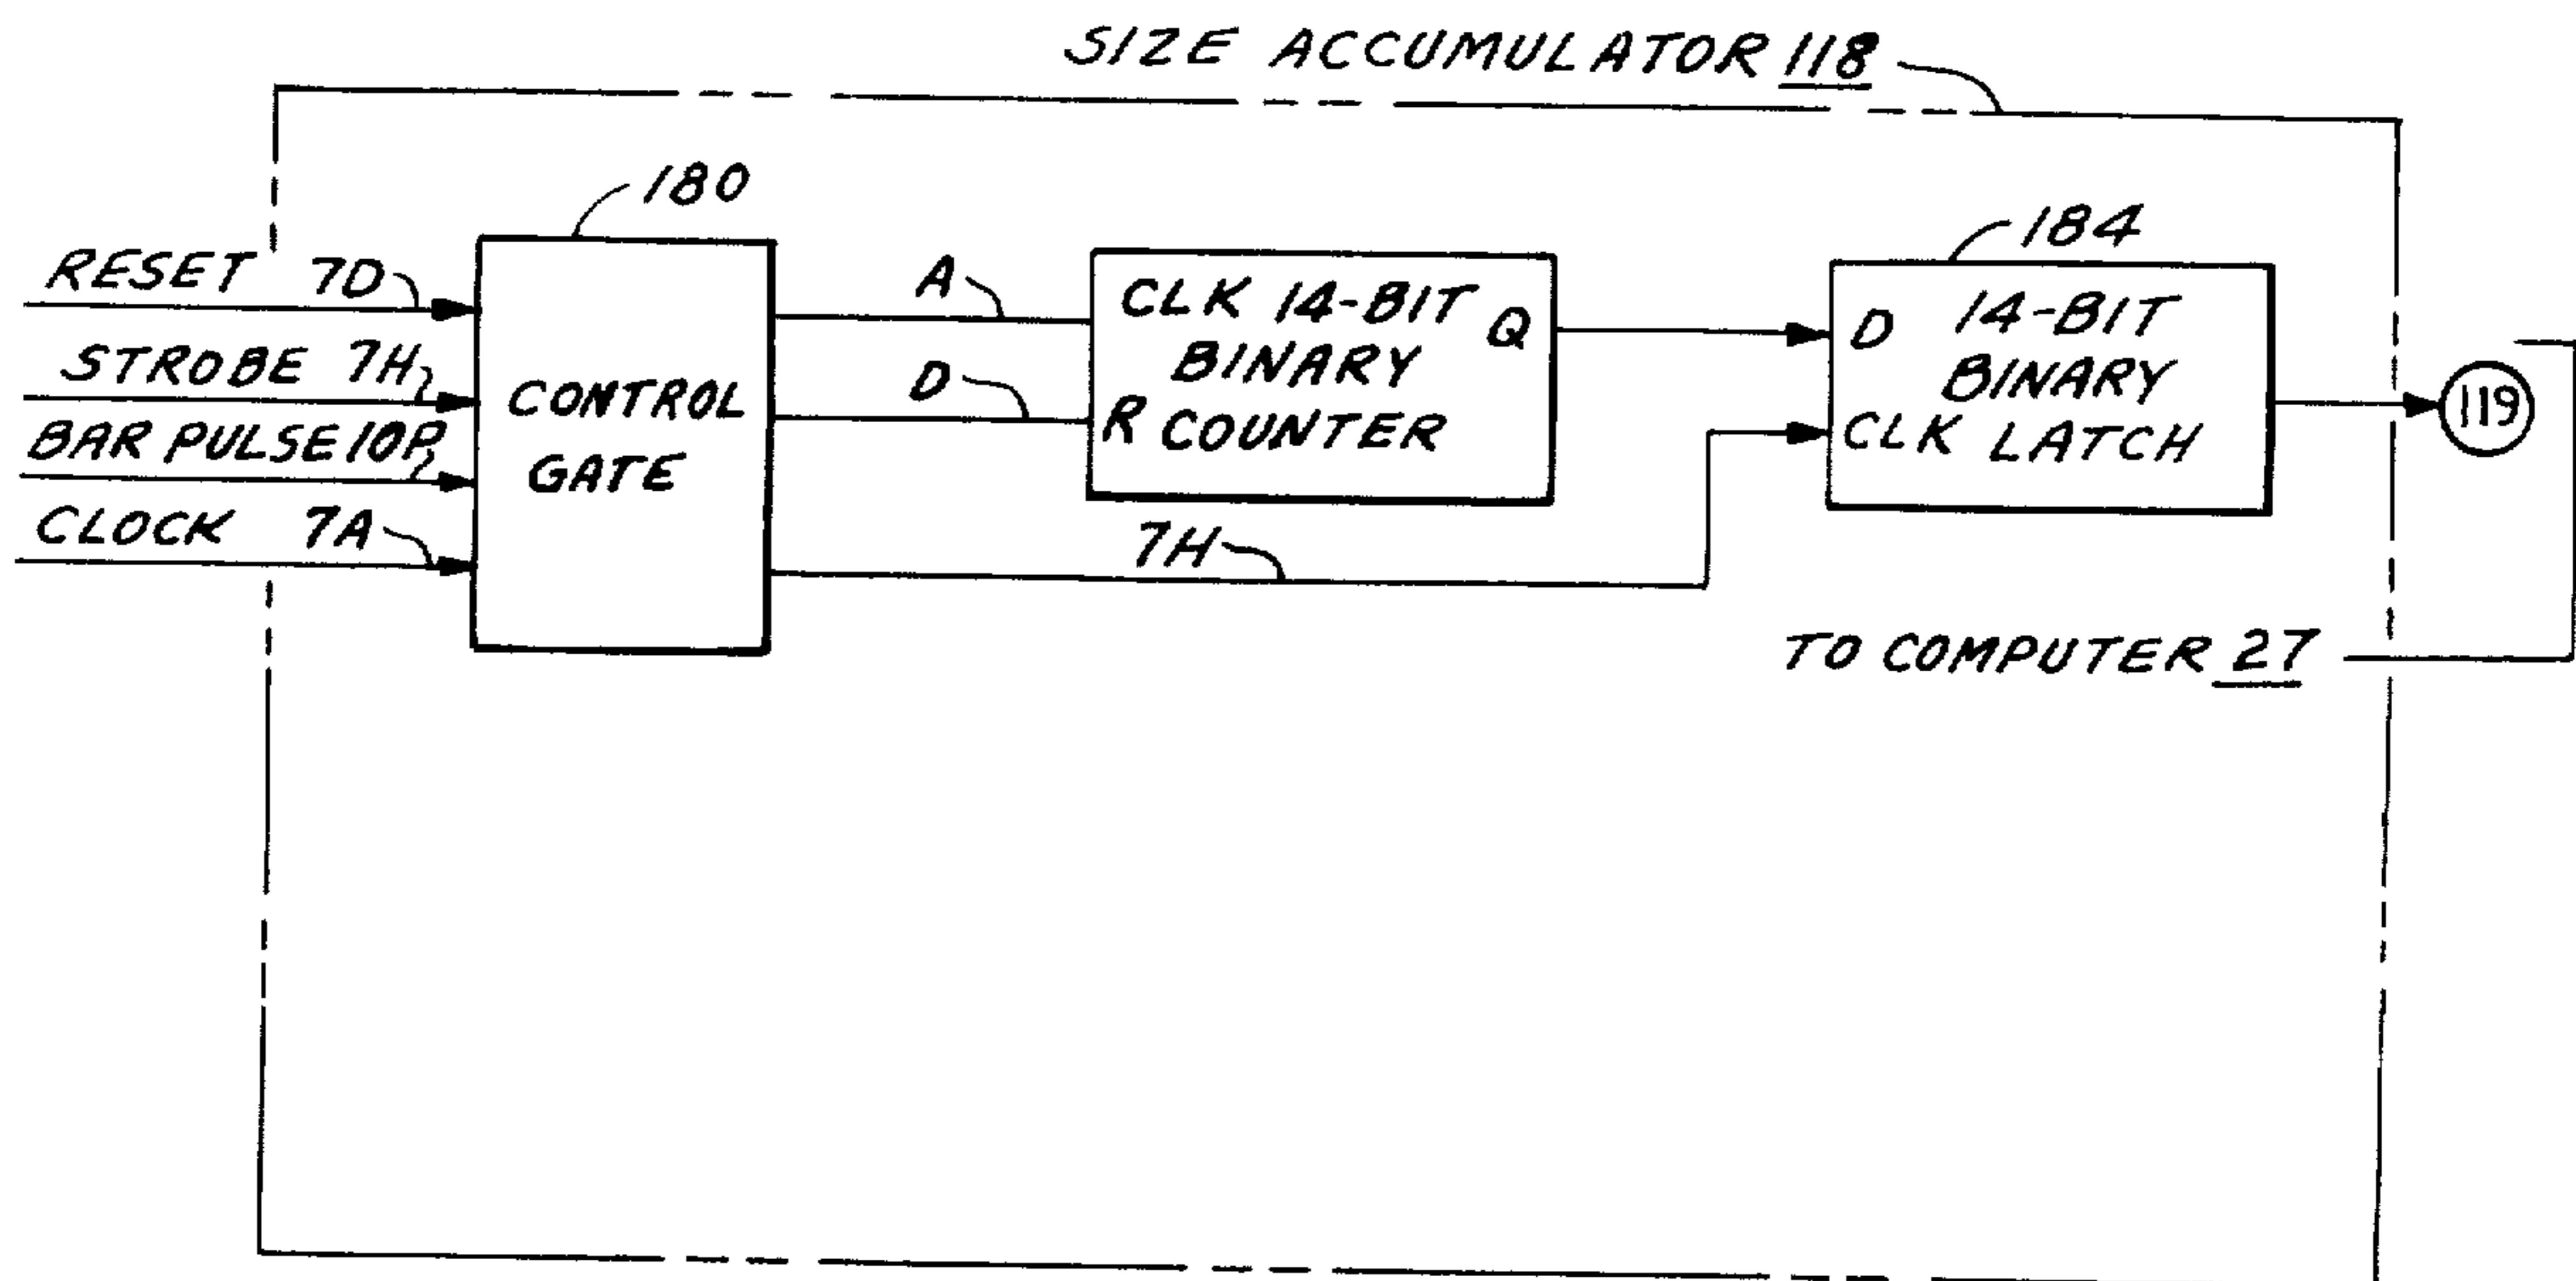 SIZE ACCUMULATOR 118
180
184
RESET 7D
STROBE 7H
BAR PULSE 10P
CLOCK 7A
CONTROL
GATE
A
D
7H
CLK 14-BIT Q
BINARY
R COUNTER
D 14-BIT
BINARY
CLK LATCH
119
TO COMPUTER 27